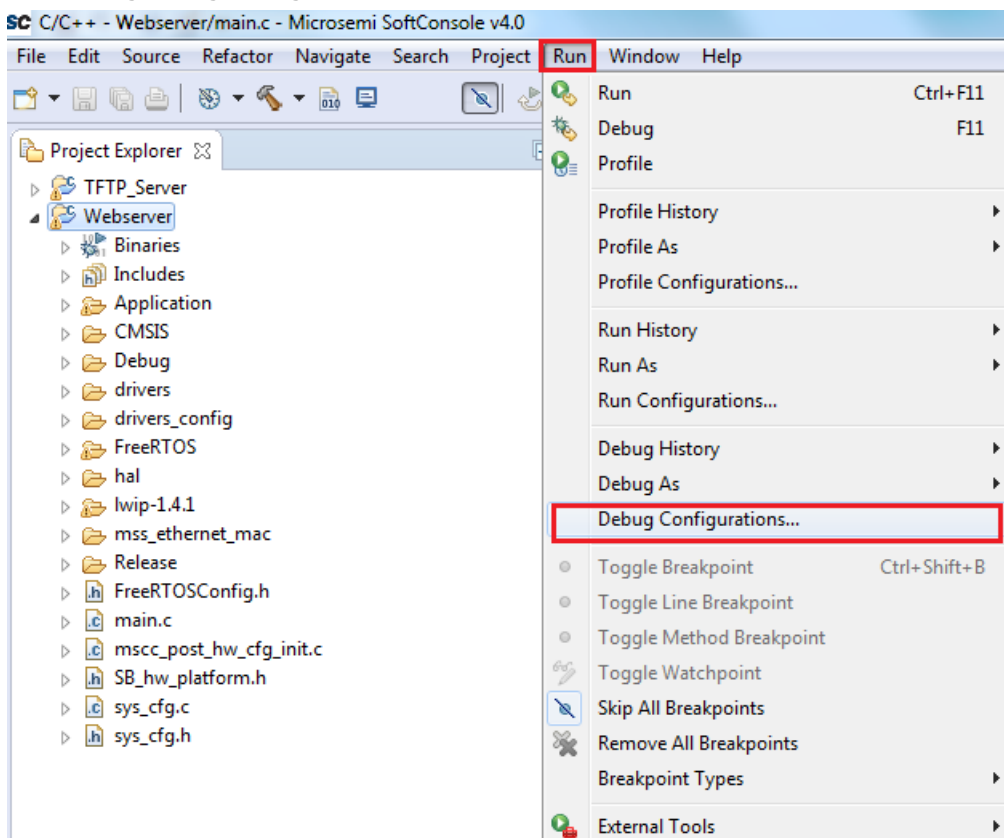 SC C/C++ - Webserver/main.c - Microsemi SoftConsole v4.0
File Edit Source Refactor Navigate Search Project Run Window Help
Project Explorer
TFTP_Server
Webserver
Binaries
Includes
Application
CMSIS
Debug
drivers
drivers_config
FreeRTOS
hal
lwip-1.4.1
mss_ethernet_mac
Release
.h FreeRTOSConfig.h
.c main.c
.c mscc_post_hw_cfg_init.c
.h SB_hw_platform.h
.c sys_cfg.c
.h sys_cfg.h
Run Ctrl+F11
Debug F11
Profile
Profile History
Profile As
Profile Configurations...
Run History
Run As
Run Configurations...
Debug History
Debug As
Debug Configurations...
Toggle Breakpoint Ctrl+Shift+B
Toggle Line Breakpoint
Toggle Method Breakpoint
Toggle Watchpoint
Skip All Breakpoints
Remove All Breakpoints
Breakpoint Types
External Tools